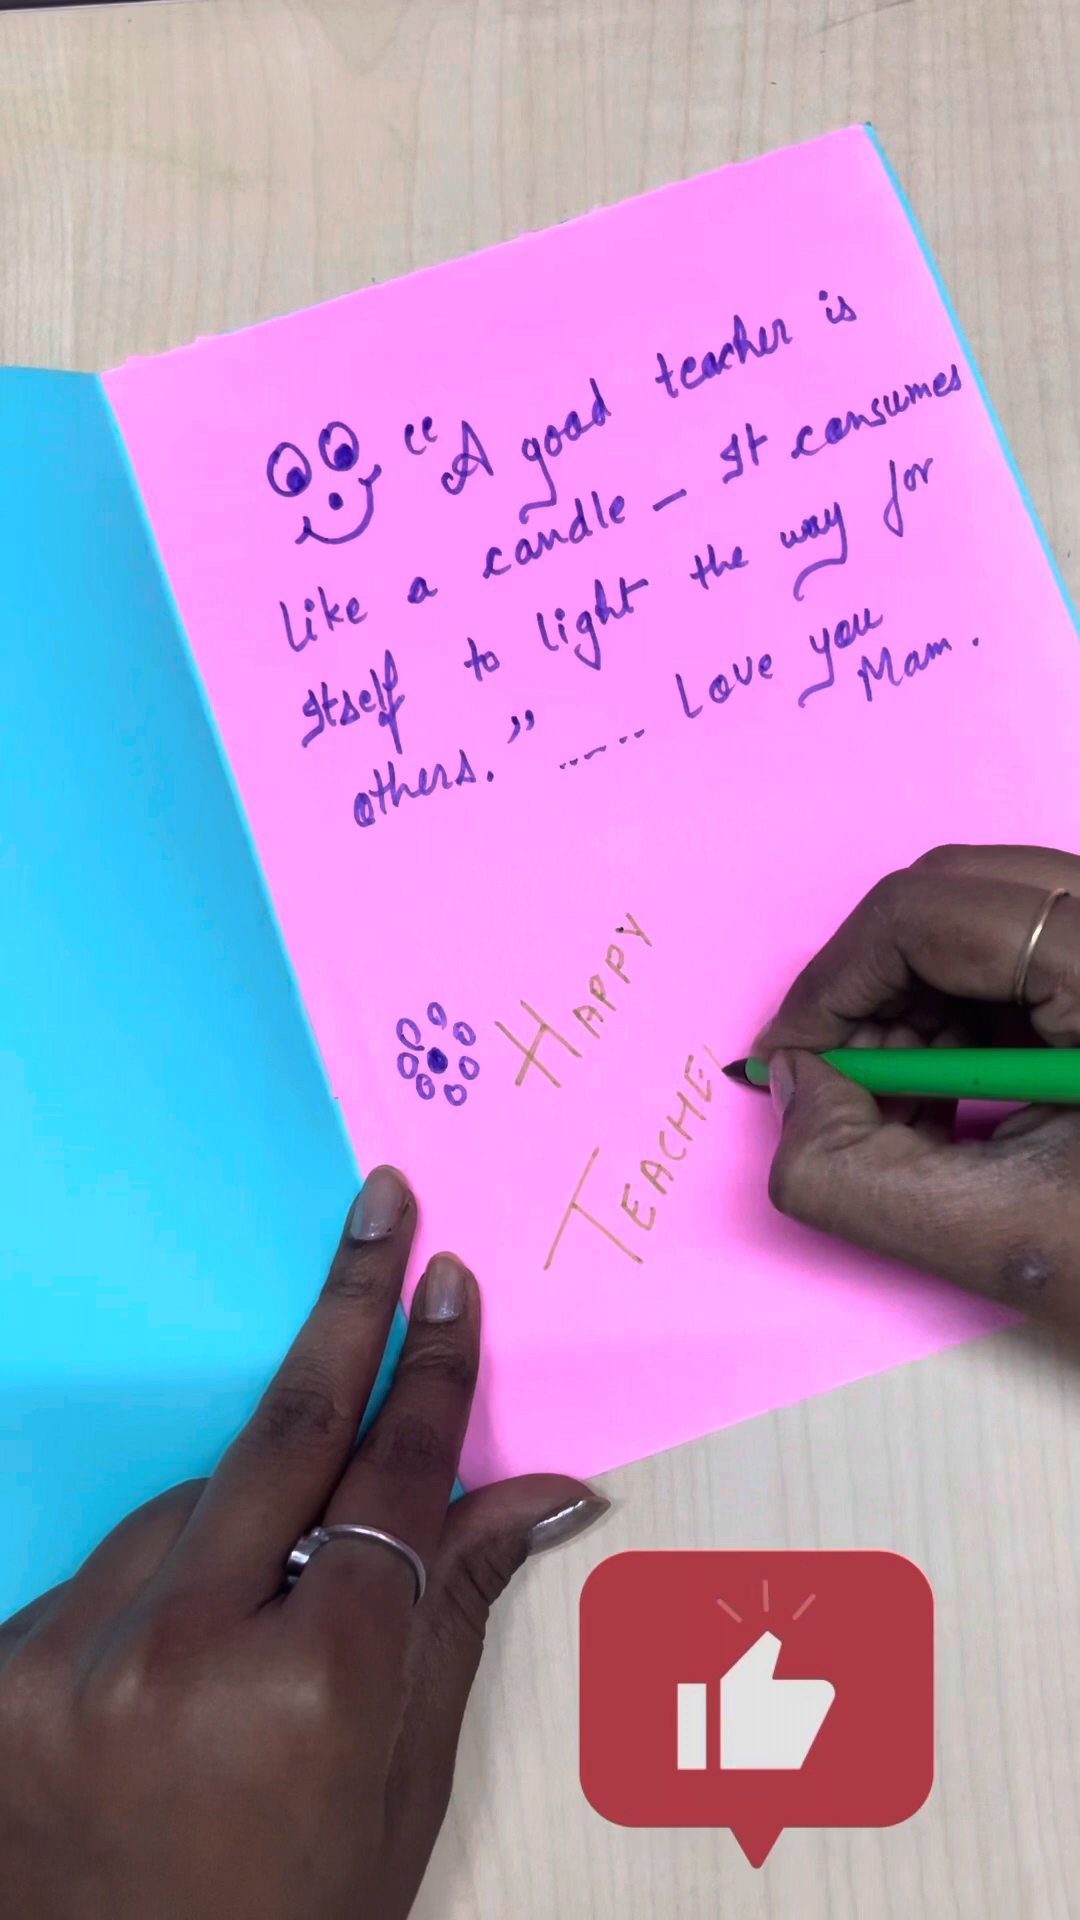 “A good teacher is
like a candle – It consumes
Itself to light the way for
others.” ........ Love you
Mam.
HAPPY
TEACHE